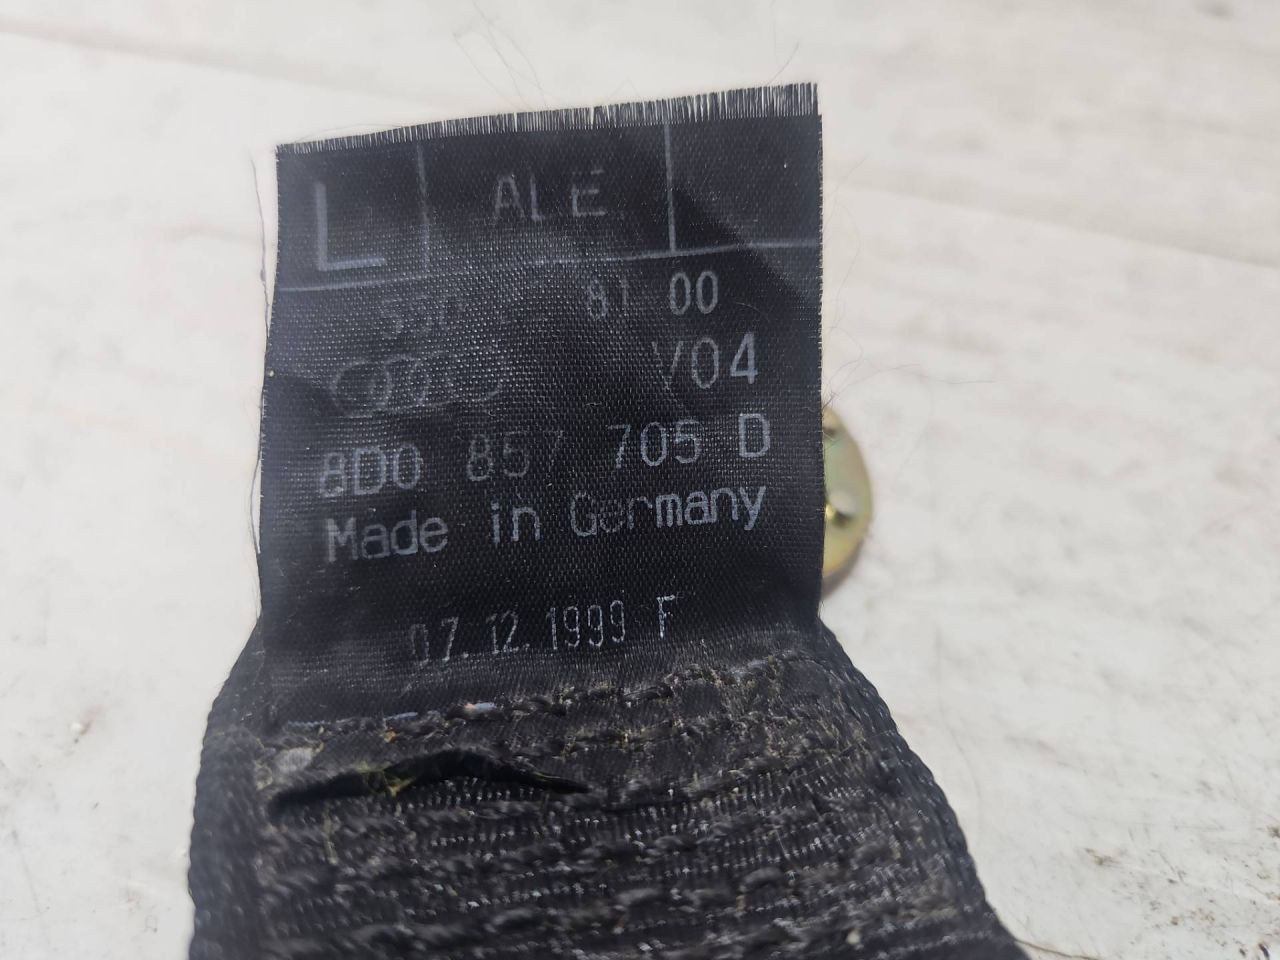 L ALE
81 00
V04
8D0 857 705 D
Made in Germany
07.12.1999 F